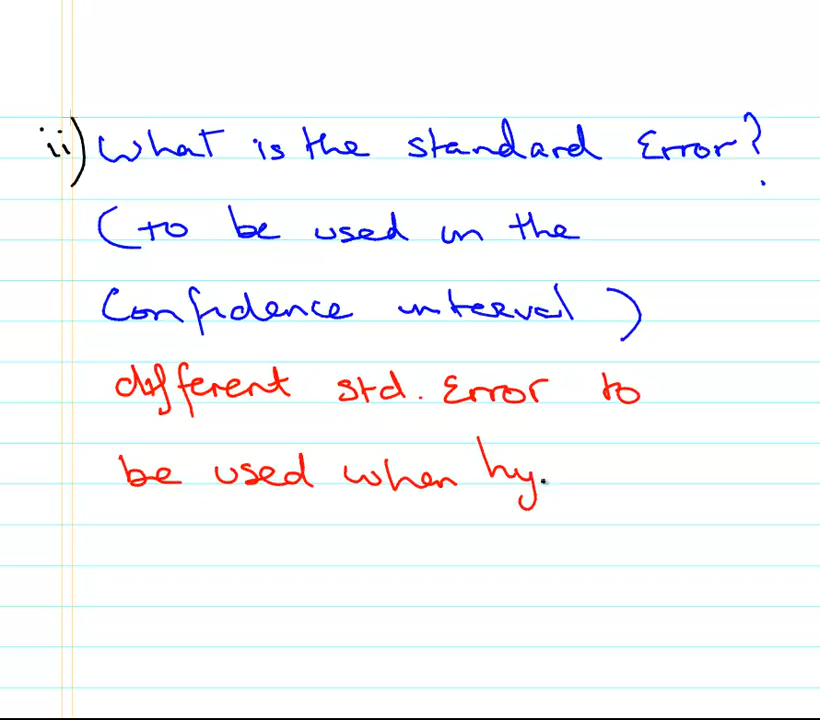 ii) What is the standard Error?
(to be used in the
Confidence interval)
different std. Error to
be used when hy